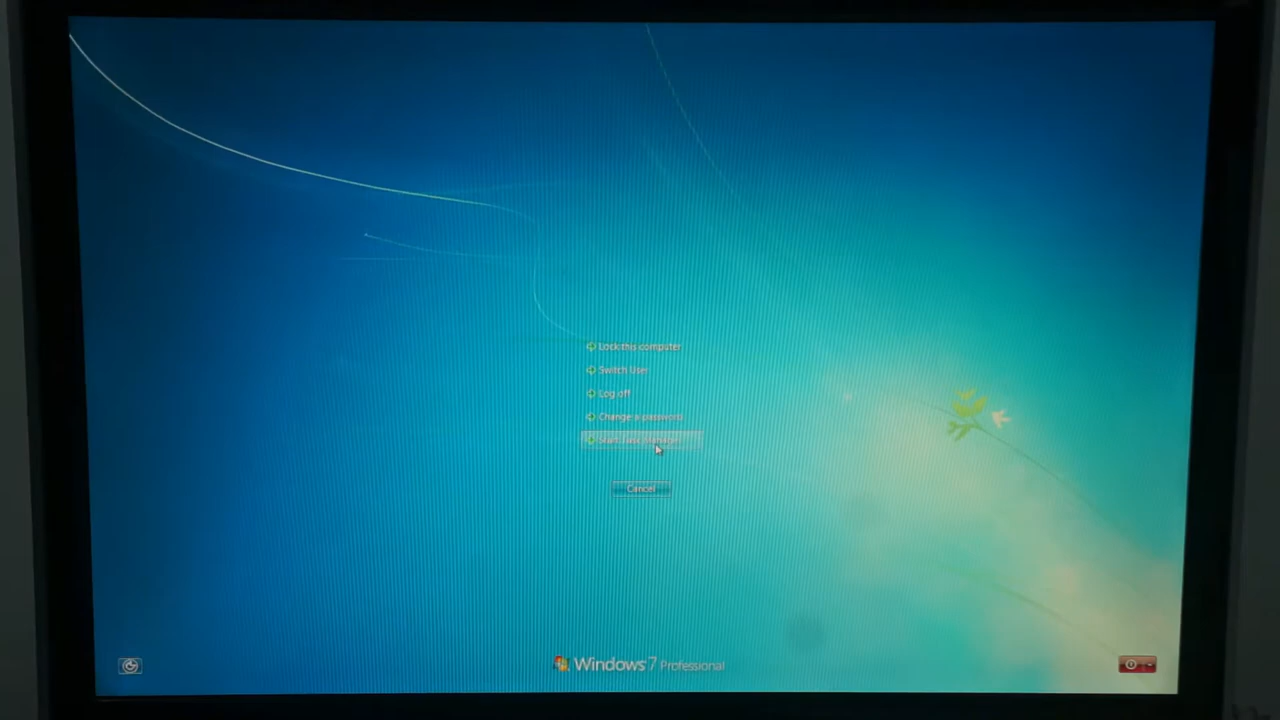 Lock this computer
Switch User
Log off
Change a password
Start Task Manager
Cancel
Windows 7 Professional